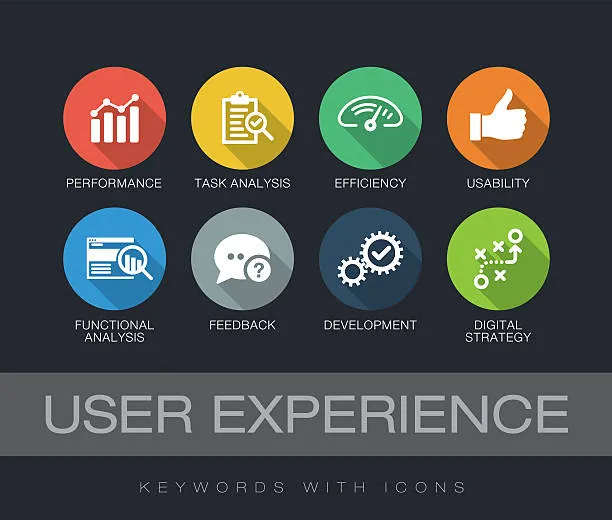 PERFORMANCE
TASK ANALYSIS
EFFICIENCY
USABILITY
?
FUNCTIONAL
ANALYSIS
FEEDBACK
DEVELOPMENT
DIGITAL
STRATEGY
USER EXPERIENCE
KEYWORDS WITH ICONS